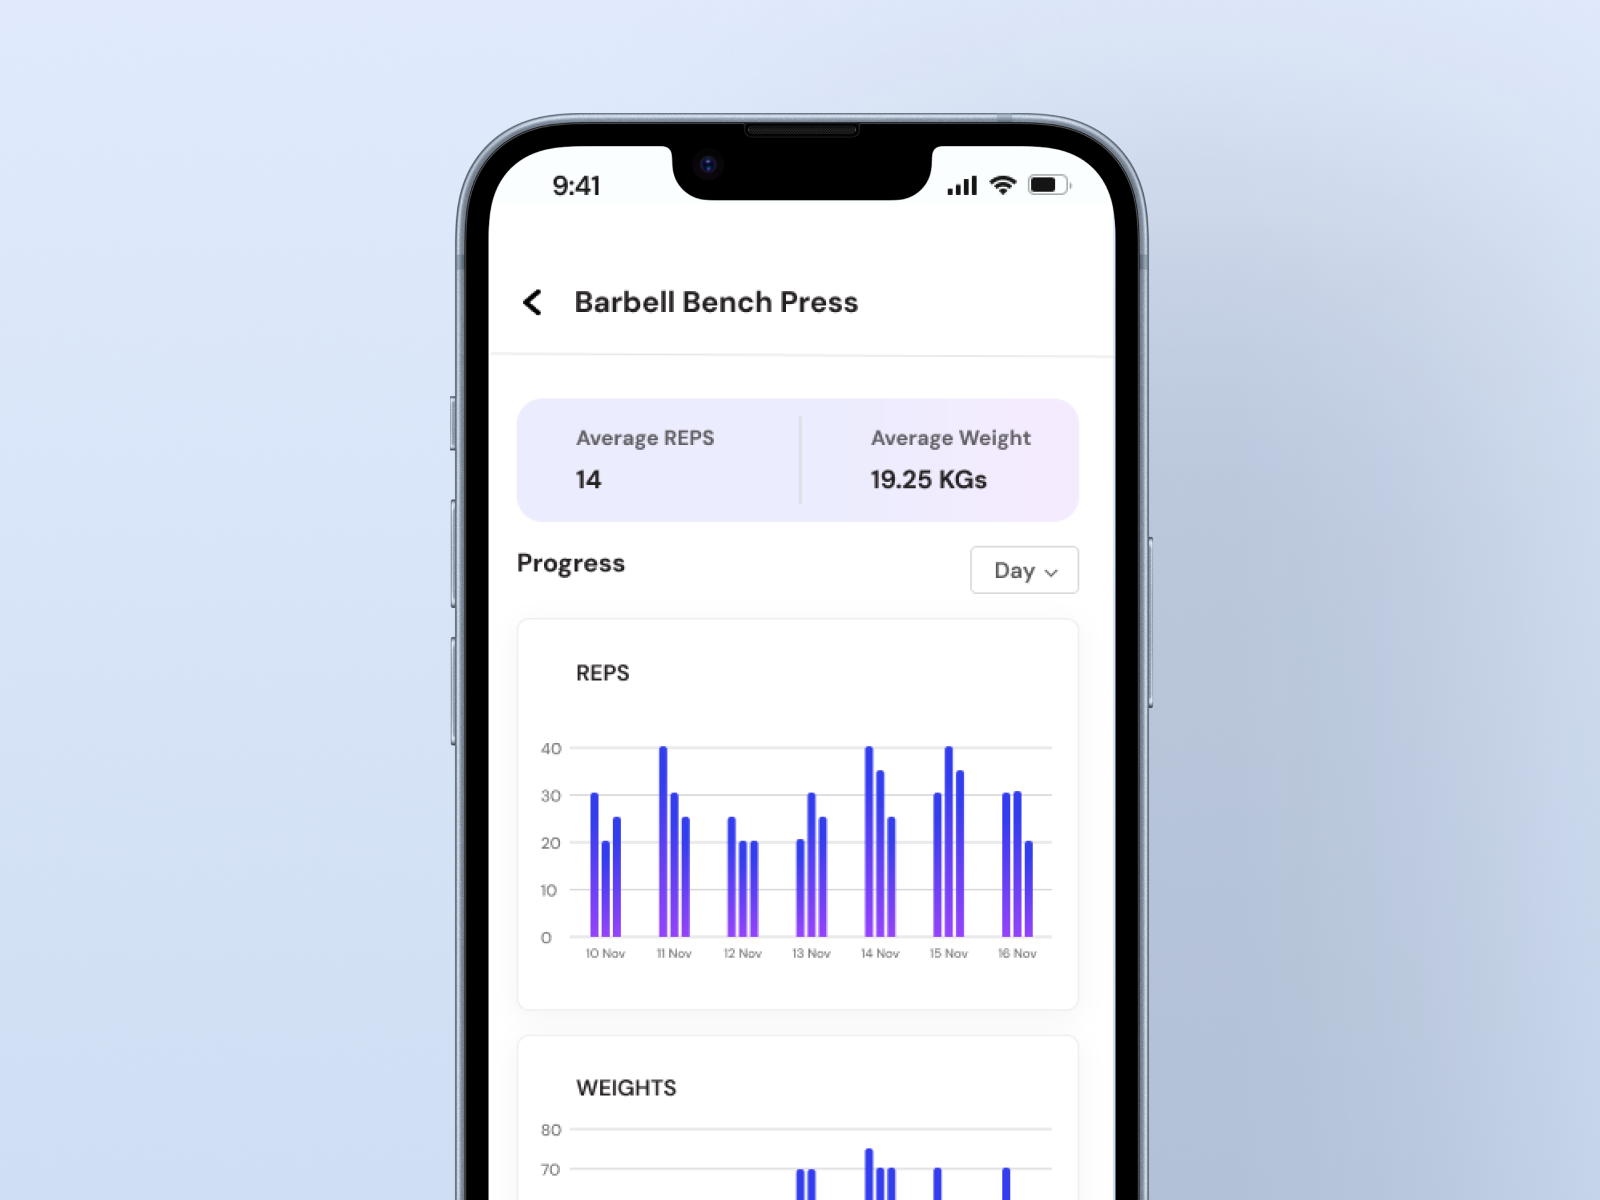 9:41
Barbell Bench Press
Average REPS
Average Weight
14
19.25 KGs
Progress
Day
REPS
40
30
20
10
0
10 Nov 11 Nov 12 Nov 13 Nov 14 Nov 15 Nov 16 Nov
WEIGHTS
80
70